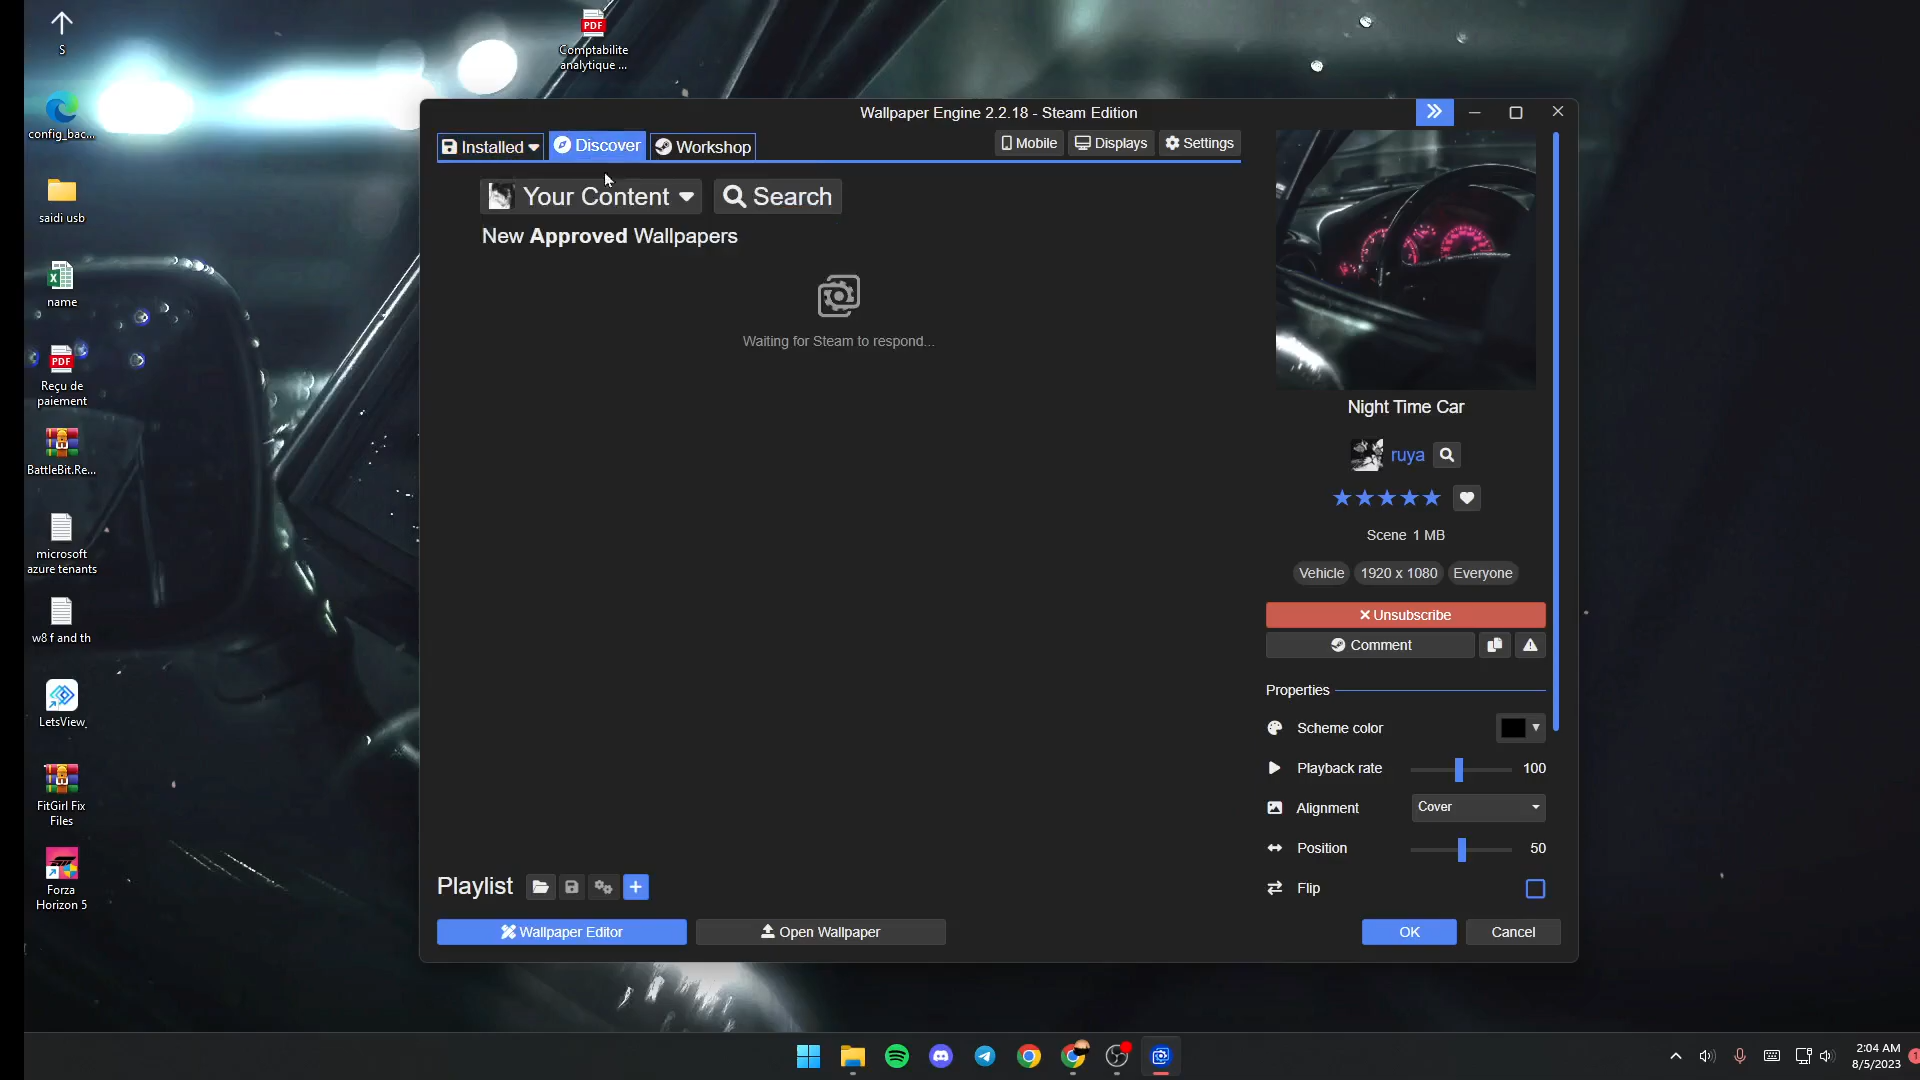 S
config_bac...
saidi usb
name
Reçu de
paiement
BattleBit.Re...
microsoft
azure tenants
w8 f and th
LetsView
FitGirl Fix
Files
Forza
Horizon 5
PDF
Comptabilite
analytique ...
PDF
Wallpaper Engine 2.2.18 - Steam Edition
Installed
Discover
Workshop
Mobile
Displays
Settings
Your Content
Search
New Approved Wallpapers
Waiting for Steam to respond...
Night Time Car
ruya
Scene 1 MB
Vehicle
1920 x 1080
Everyone
Unsubscribe
Comment
Properties
Scheme color
Playback rate
100
Alignment
Cover
Position
50
Flip
Playlist
Wallpaper Editor
Open Wallpaper
OK
Cancel
2:04 AM
8/5/2023